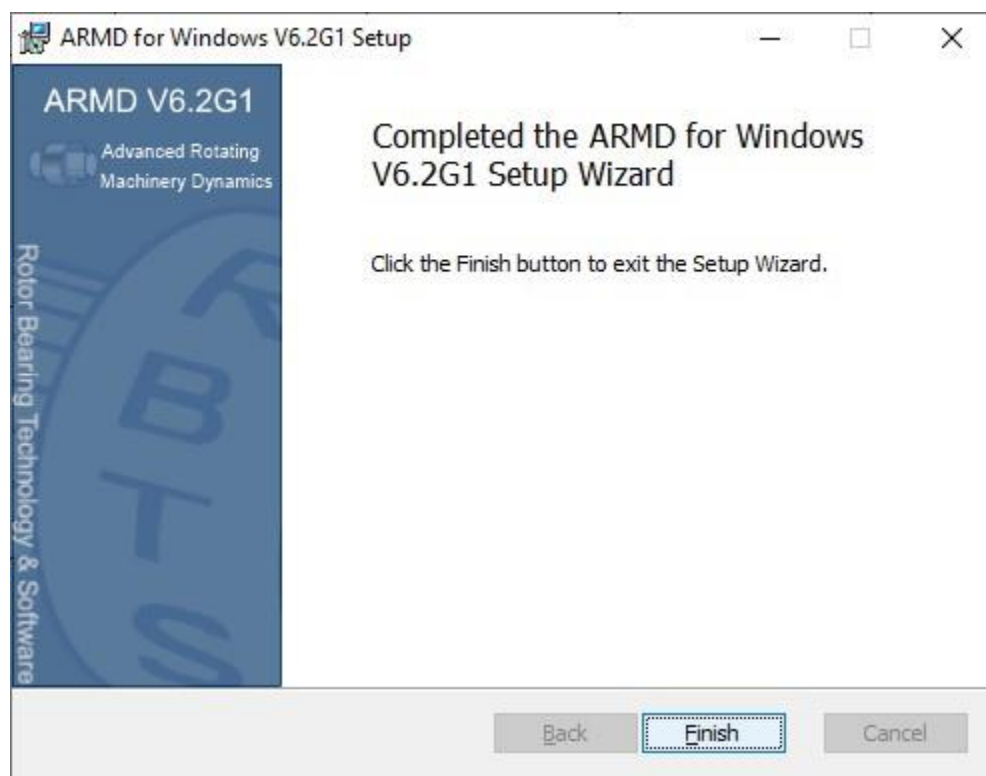 ARMD for Windows V6.2G1 Setup
ARMD V6.2G1
Advanced Rotating
Machinery Dynamics
Rotor Bearing Technology & Software
RBTS
Completed the ARMD for Windows
V6.2G1 Setup Wizard
Click the Finish button to exit the Setup Wizard.
Back
Finish
Cancel